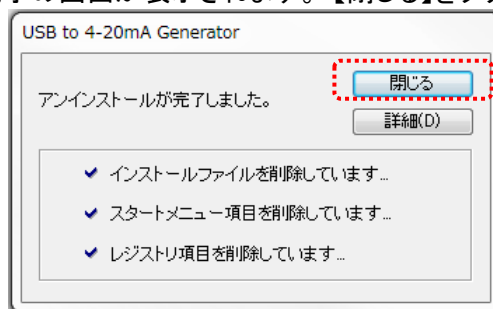 USB to 4-20mA Generator
アンインストールが完了しました。
閉じる
詳細(D)
インストールファイルを削除しています...
スタートメニュー項目を削除しています...
レジストリ項目を削除しています...